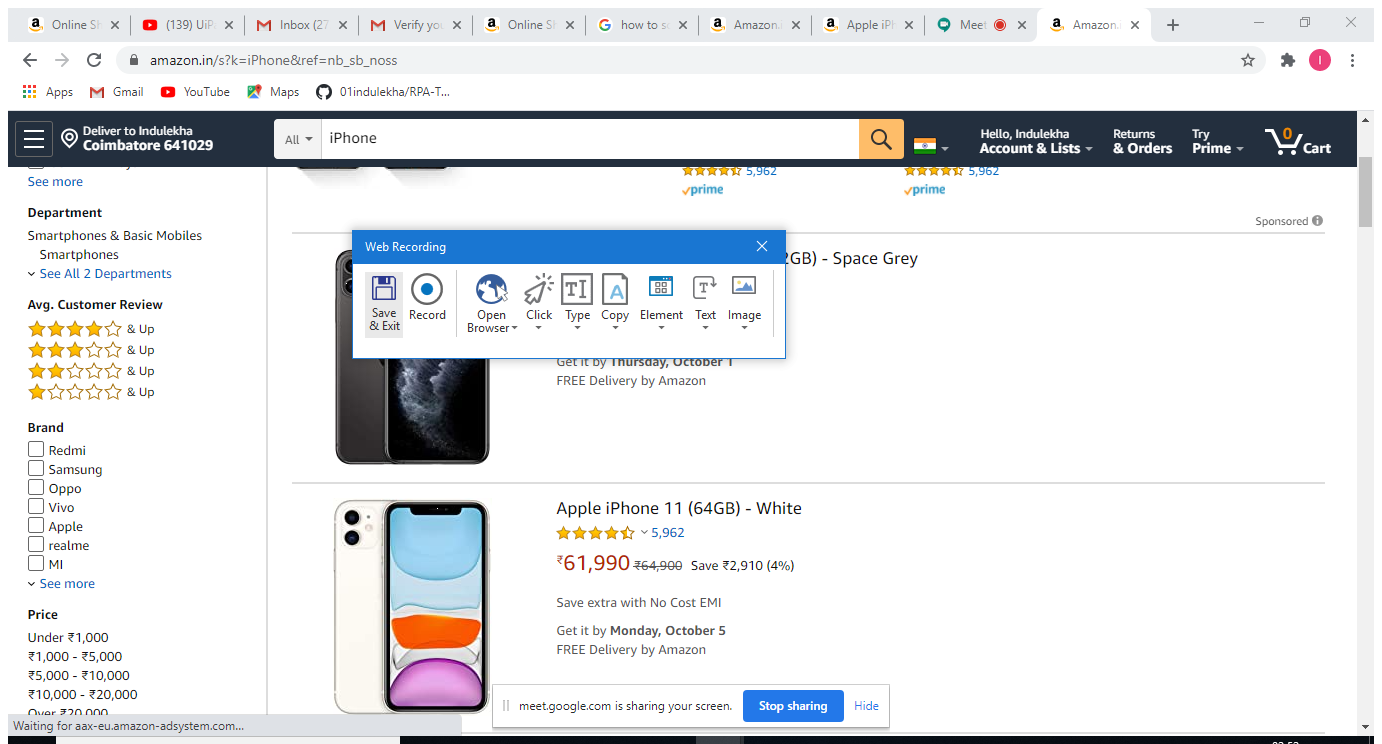 Online Sh
(139) UiP
Inbox (27
Verify you
Online Sh
how to se
Amazon.i
Apple iPh
Meet
Amazon.i
amazon.in/s?k=iPhone&ref=nb_sb_noss
I
Apps
Gmail
YouTube
Maps
01indulekha/RPA-T...
Deliver to Indulekha
Coimbatore 641029
All
iPhone
Hello, Indulekha
Account & Lists
Returns
& Orders
Try
Prime
0
Cart
See more
Department
Smartphones & Basic Mobiles
Smartphones
See All 2 Departments
Avg. Customer Review
& Up
& Up
& Up
& Up
Brand
Redmi
Samsung
Oppo
Vivo
Apple
realme
MI
See more
Price
Under ₹1,000
₹1,000 - ₹5,000
₹5,000 - ₹10,000
₹10,000 - ₹20,000
Over ₹20,000
5,962
prime
5,962
prime
Sponsored
2GB) - Space Grey
Web Recording
Save
& Exit
Record
Open
Browser
Click
Type
Copy
Element
Text
Image
Get it by Thursday, October 1
FREE Delivery by Amazon
Apple iPhone 11 (64GB) - White
5,962
₹61,990 ₹64,900 Save ₹2,910 (4%)
Save extra with No Cost EMI
Get it by Monday, October 5
FREE Delivery by Amazon
meet.google.com is sharing your screen.
Stop sharing
Hide
Waiting for aax-eu.amazon-adsystem.com...